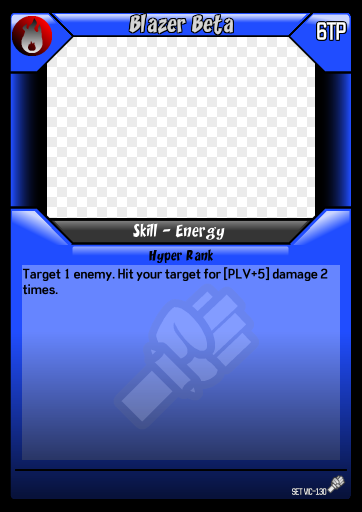 Blazer Beta
6TP
Skill - Energy
Hyper Rank
Target 1 enemy. Hit your target for [PLV+5] damage 2
times.
SET VIC-130